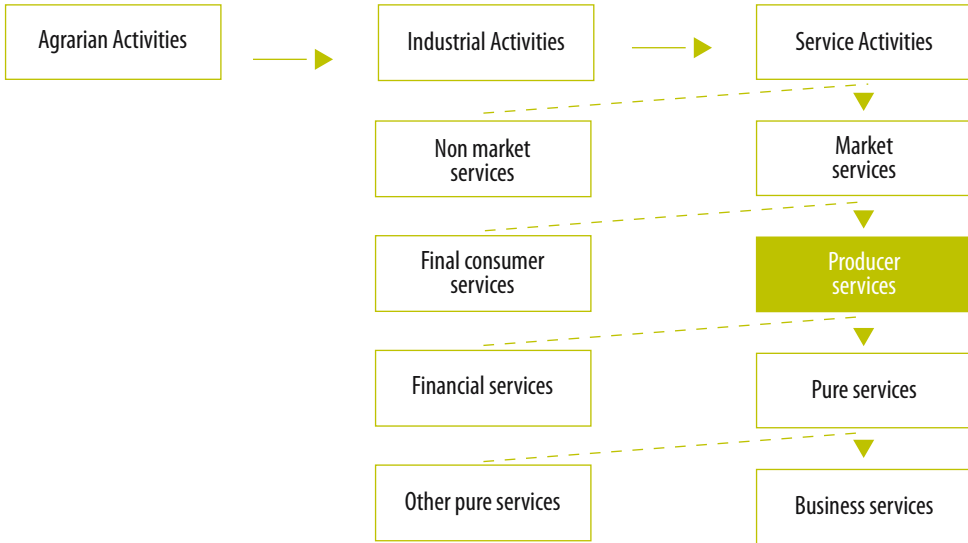 Agrarian Activities
Industrial Activities
Service Activities
Non market
services
Market
services
Final consumer
services
Producer
services
Financial services
Pure services
Other pure services
Business services